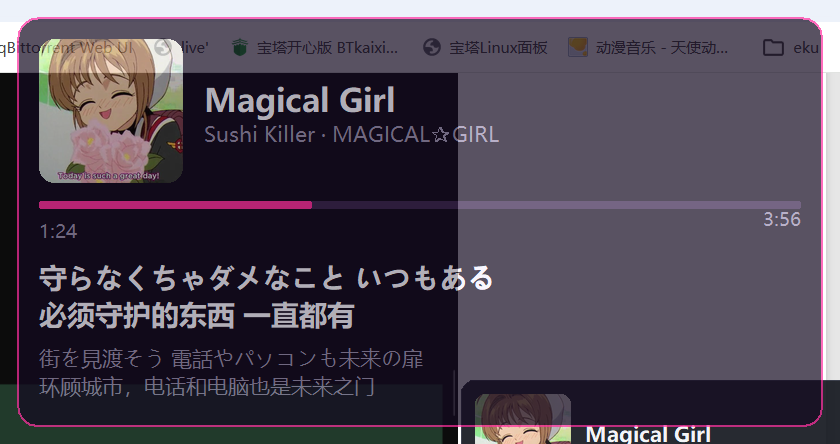 qBittorrent Web UI
live'
宝塔开心版 BTkaixi...
宝塔Linux面板
动漫音乐 - 天使动...
eku
Today is such a great day!
Magical Girl
Sushi Killer · MAGICAL☆GIRL
1:24
3:56
守らなくちゃダメなこと いつもある
必须守护的东西 一直都有
街を見渡そう 電話やパソコンも未来の扉
环顾城市，电话和电脑也是未来之门
Magical Girl